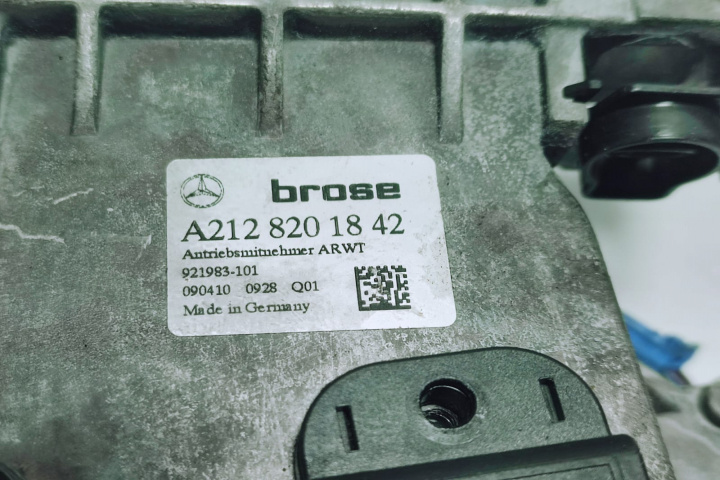 brose
A212 820 18 42
Antriebsmitnehmer ARWT
921983-101
090410 0928 Q01
Made in Germany